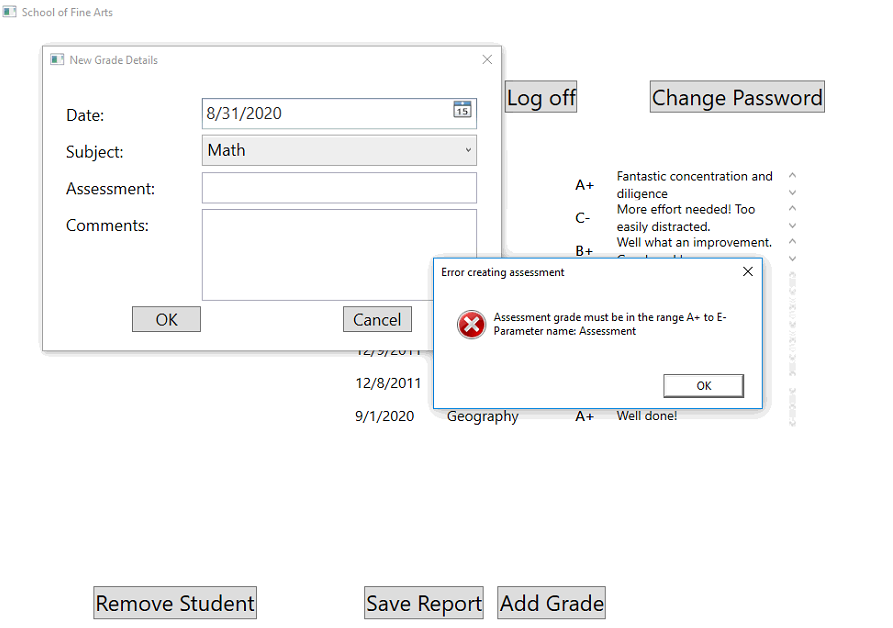 School of Fine Arts
New Grade Details
Log off
Change Password
Date:
8/31/2020
15
Subject:
Math
Assessment:
Comments:
OK
Cancel
A+
Fantastic concentration and
diligence
C-
More effort needed! Too
easily distracted.
B+
Well what an improvement.
Error creating assessment
Assessment grade must be in the range A+ to E-
Parameter name: Assessment
OK
12/9/2011
12/8/2011
9/1/2020
Geography
A+
Well done!
Remove Student
Save Report
Add Grade